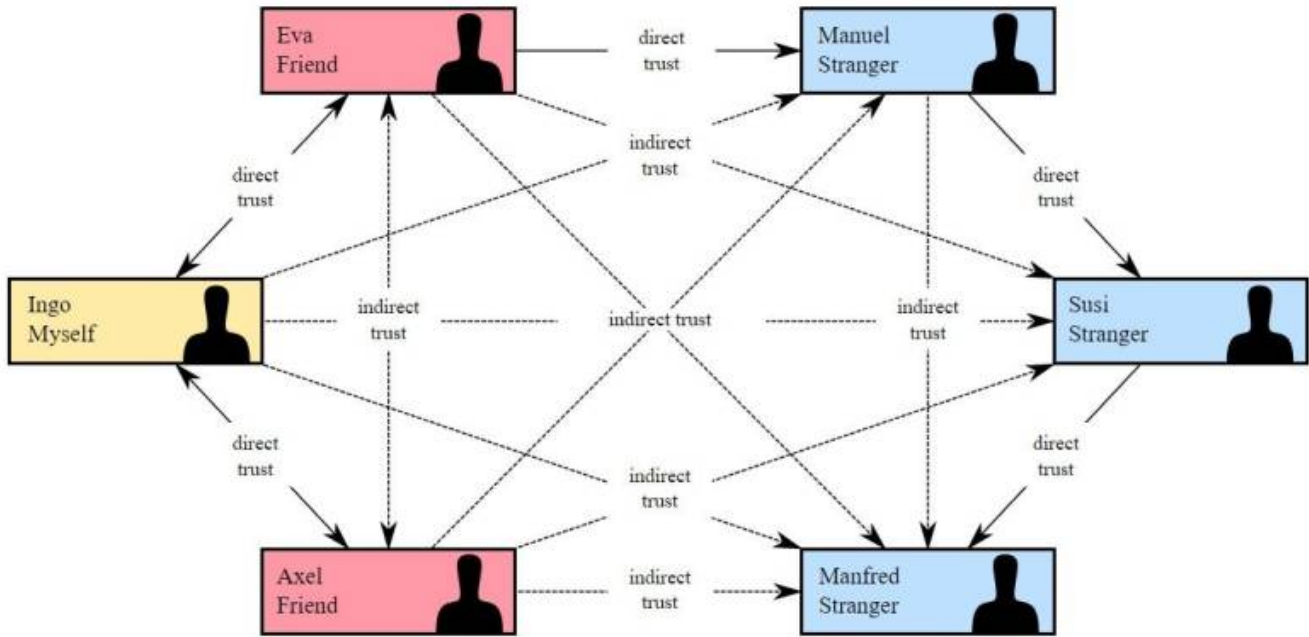 Eva
Friend
direct
trust
Manuel
Stranger
indirect
trust
direct
trust
direct
trust
Ingo
Myself
indirect
trust
indirect trust
indirect
trust
Susi
Stranger
direct
trust
direct
trust
indirect
trust
Axel
Friend
indirect
trust
Manfred
Stranger